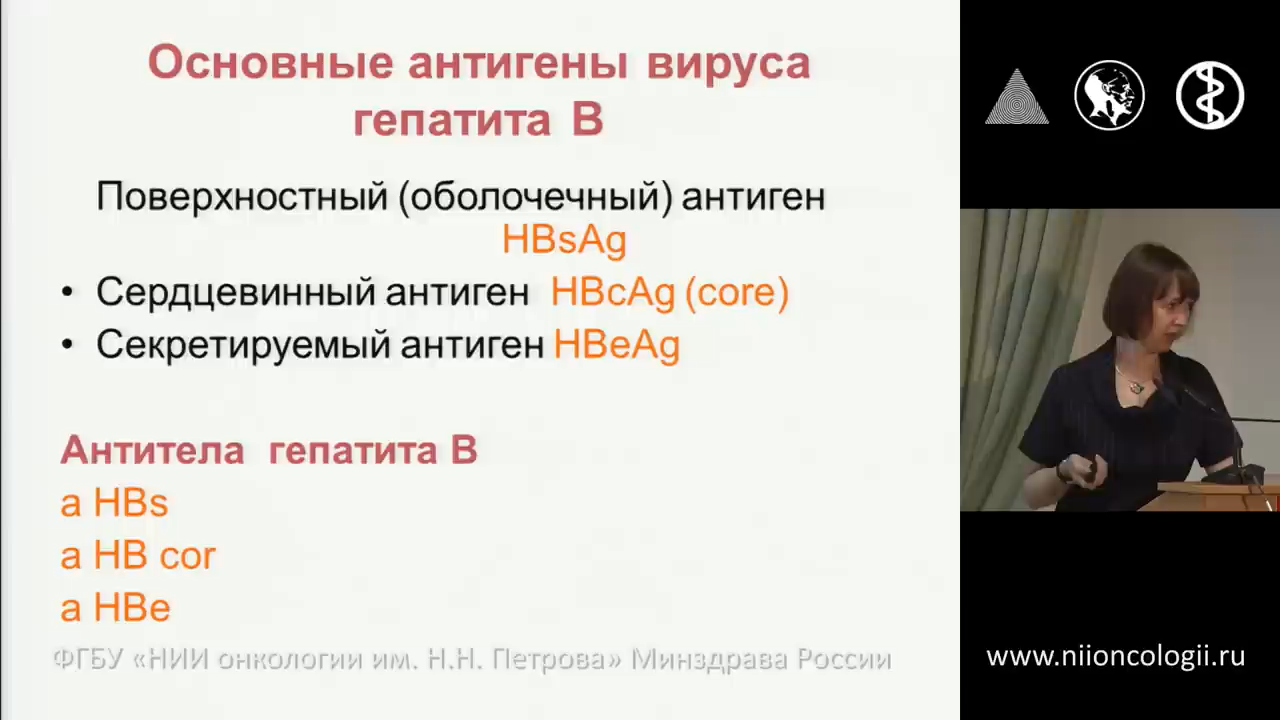 Основные антигены вируса
гепатита В
Поверхностный (оболочечный) антиген
HBsAg
• Сердцевинный антиген HBcAg (core)
• Секретируемый антиген HBeAg
Антитела гепатита В
а HBs
а HB cor
а HBe
ФГБУ «НИИ онкологии им. Н.Н. Петрова» Минздрава России
www.niioncologii.ru